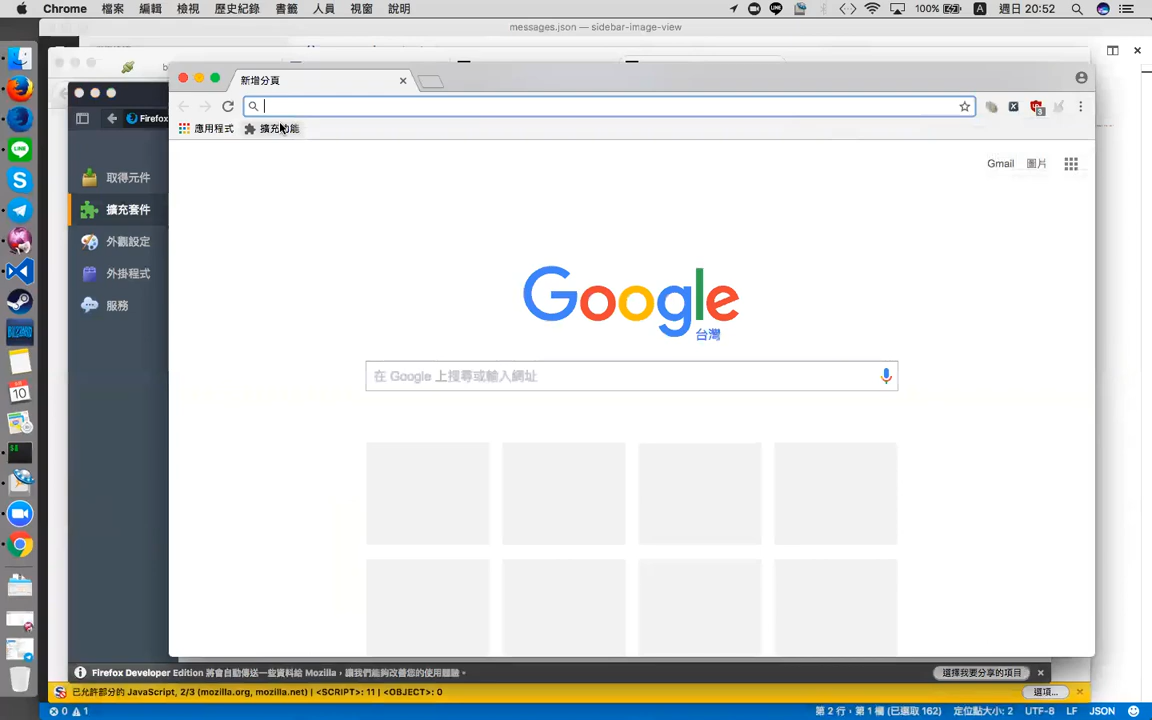 Chrome 檔案 編輯 檢視 歷史紀錄 書籤 人員 視窗 說明 100% A 週日 20:52
messages.json — sidebar-image-view
新增分頁
應用程式 擴充功能
Firefox
取得元件
擴充套件
外觀設定
外掛程式
服務
Gmail 圖片
Google
台灣
在 Google 上搜尋或輸入網址
Firefox Developer Edition 將會自動傳送一些資料給 Mozilla，讓我們能夠改善您的使用體驗 選擇我要分享的項目
已允許部分的 JavaScript, 2/3 (mozilla.org, mozilla.net) | <SCRIPT>: 11 | <OBJECT>: 0 選項...
0 1 第 2 行，第 1 欄 (已選取 162) 定位點大小: 2 UTF-8 LF JSON
LINE
S
BLIZZARD
10
3